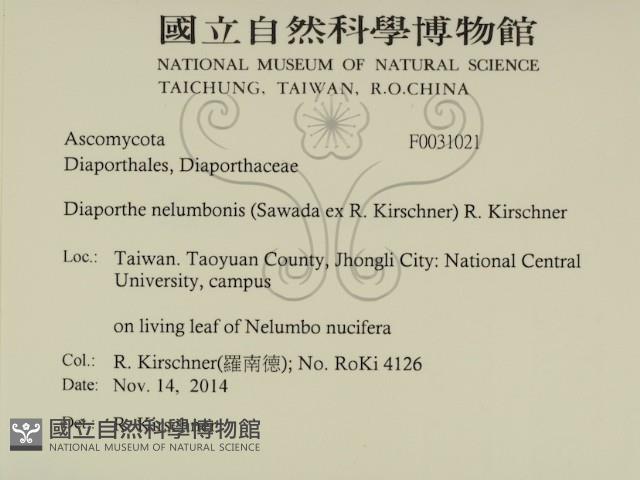 國立自然科學博物館
NATIONAL MUSEUM OF NATURAL SCIENCE
TAICHUNG, TAIWAN, R.O.CHINA
Ascomycota F0031021
Diaporthales, Diaporthaceae
Diaporthe nelumbonis (Sawada ex R. Kirschner) R. Kirschner
Loc.: Taiwan. Taoyuan County, Jhongli City: National Central
University, campus
on living leaf of Nelumbo nucifera
Col.: R. Kirschner(羅南德); No. RoKi 4126
Date: Nov. 14, 2014
Det.: R. Kirschner
國立自然科學博物館
NATIONAL MUSEUM OF NATURAL SCIENCE